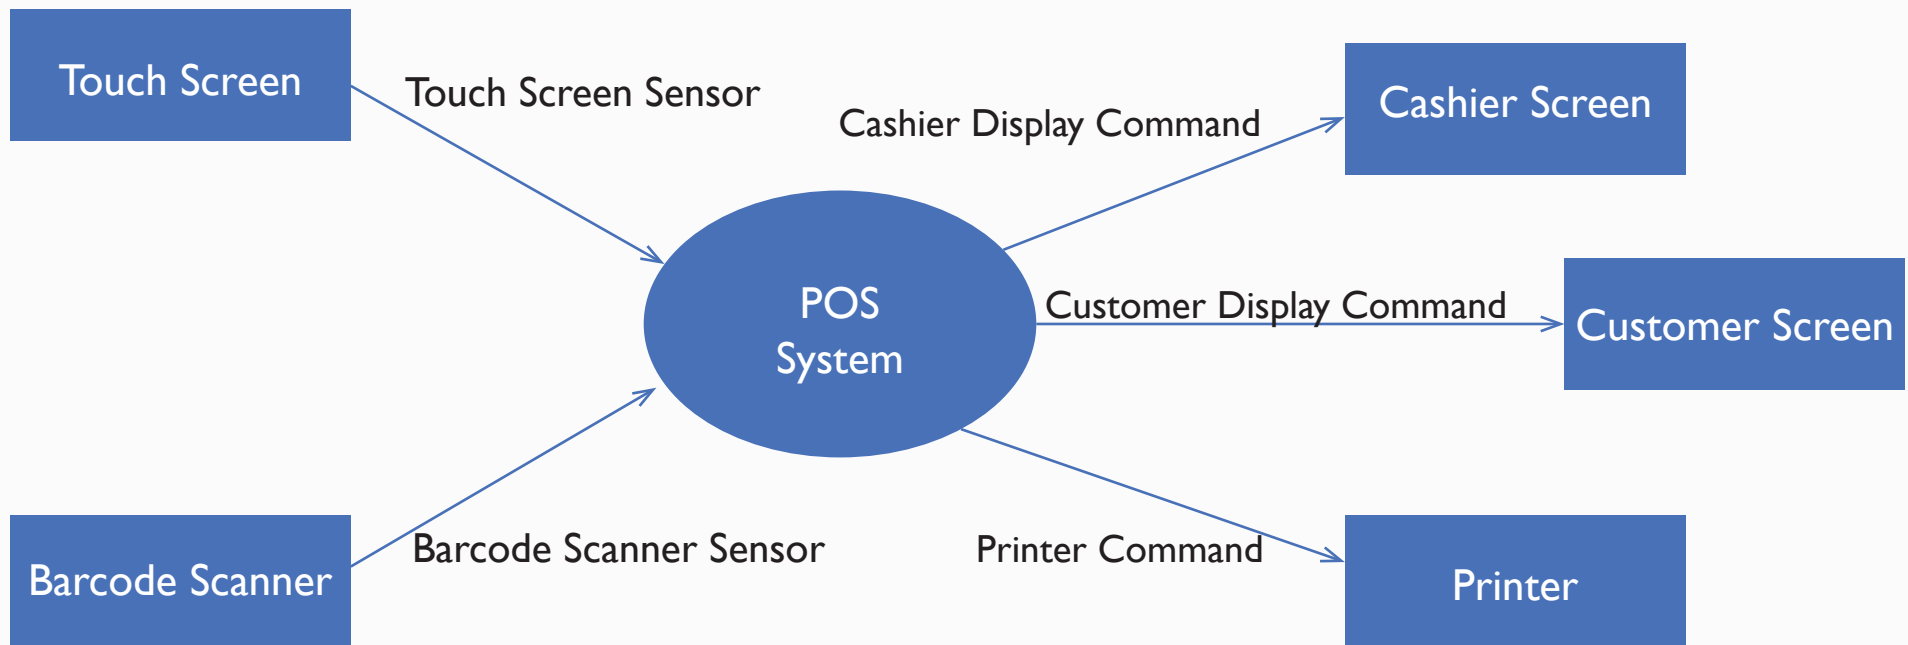 Touch Screen
Touch Screen Sensor
Cashier Display Command
Cashier Screen
POS
System
Customer Display Command
Customer Screen
Barcode Scanner
Barcode Scanner Sensor
Printer Command
Printer